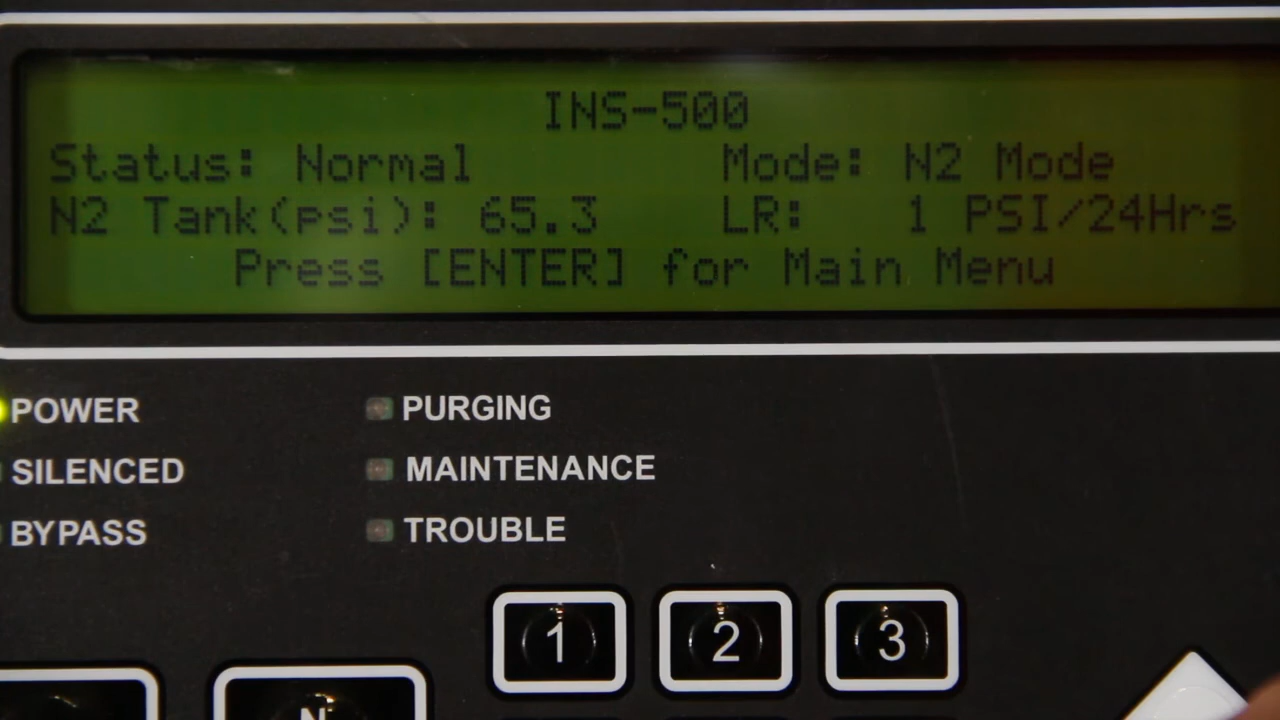 INS-500
Status: Normal Mode: N2 Mode
N2 Tank(psi): 65.3 LR: 1 PSI/24Hrs
Press [ENTER] for Main Menu
POWER PURGING
SILENCED MAINTENANCE
BYPASS TROUBLE
1 2 3
N